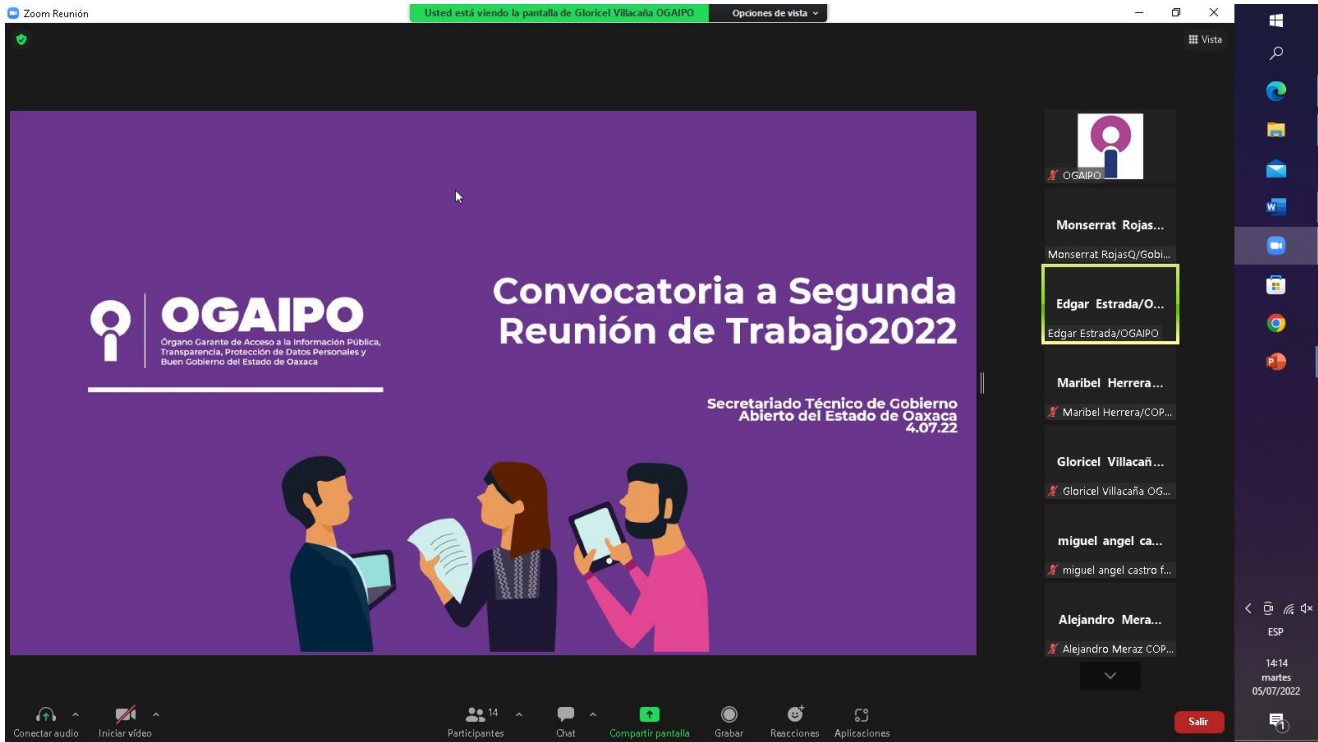 Zoom Reunión
Usted está viendo la pantalla de Gloricel Villacaña OGAIPO
Opciones de vista
Vista
OGAIPO
Órgano Garante de Acceso a la Información Pública,
Transparencia, Protección de Datos Personales y
Buen Gobierno del Estado de Oaxaca
Convocatoria a Segunda
Reunión de Trabajo2022
Secretariado Técnico de Gobierno
Abierto del Estado de Oaxaca
4.07.22
OGAIPO
Monserrat Rojas...
Monserrat RojasQ/Gobi...
Edgar Estrada/O...
Edgar Estrada/OGAIPO
Maribel Herrera...
Maribel Herrera/COP...
Gloricel Villacañ...
Gloricel Villacaña OG...
miguel angel ca...
miguel angel castro f...
Alejandro Mera...
Alejandro Meraz COP...
ESP
14:14
martes
05/07/2022
Conectar audio
Iniciar vídeo
14
Participantes
Chat
Compartir pantalla
Grabar
Reacciones
Aplicaciones
Salir